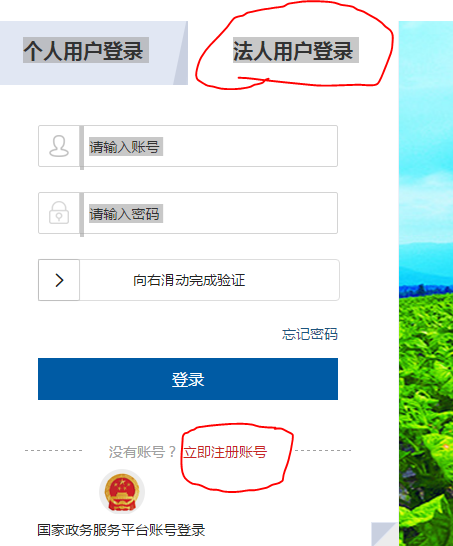 个人用户登录 法人用户登录
请输入账号
请输入密码
向右滑动完成验证
忘记密码
登录
没有账号？立即注册账号
国家政务服务平台账号登录